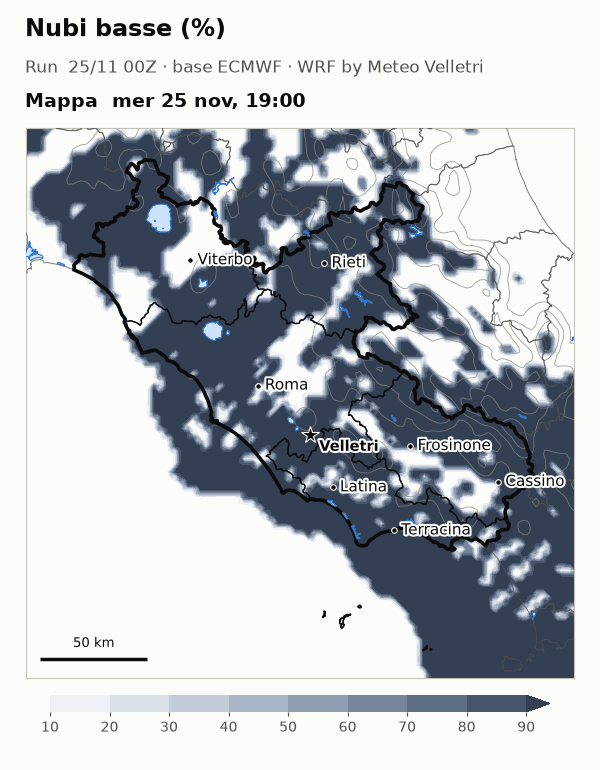 Nubi basse (%)
Run 25/11 00Z · base ECMWF · WRF by Meteo Velletri
Mappa mer 25 nov, 19:00
Viterbo
Rieti
Roma
Velletri
Frosinone
Cassino
Latina
Terracina
50 km
10 20 30 40 50 60 70 80 90